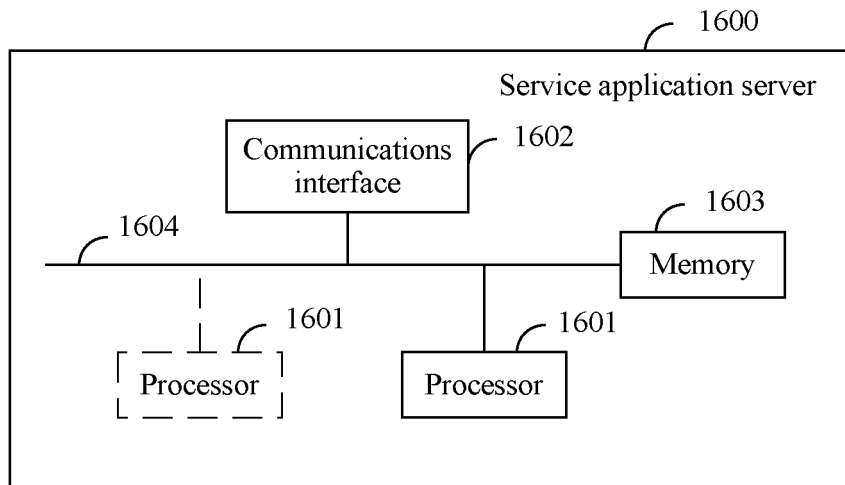 1600
Service application server
Communications
interface
1602
1603
1604
Memory
1601
1601
Processor
Processor